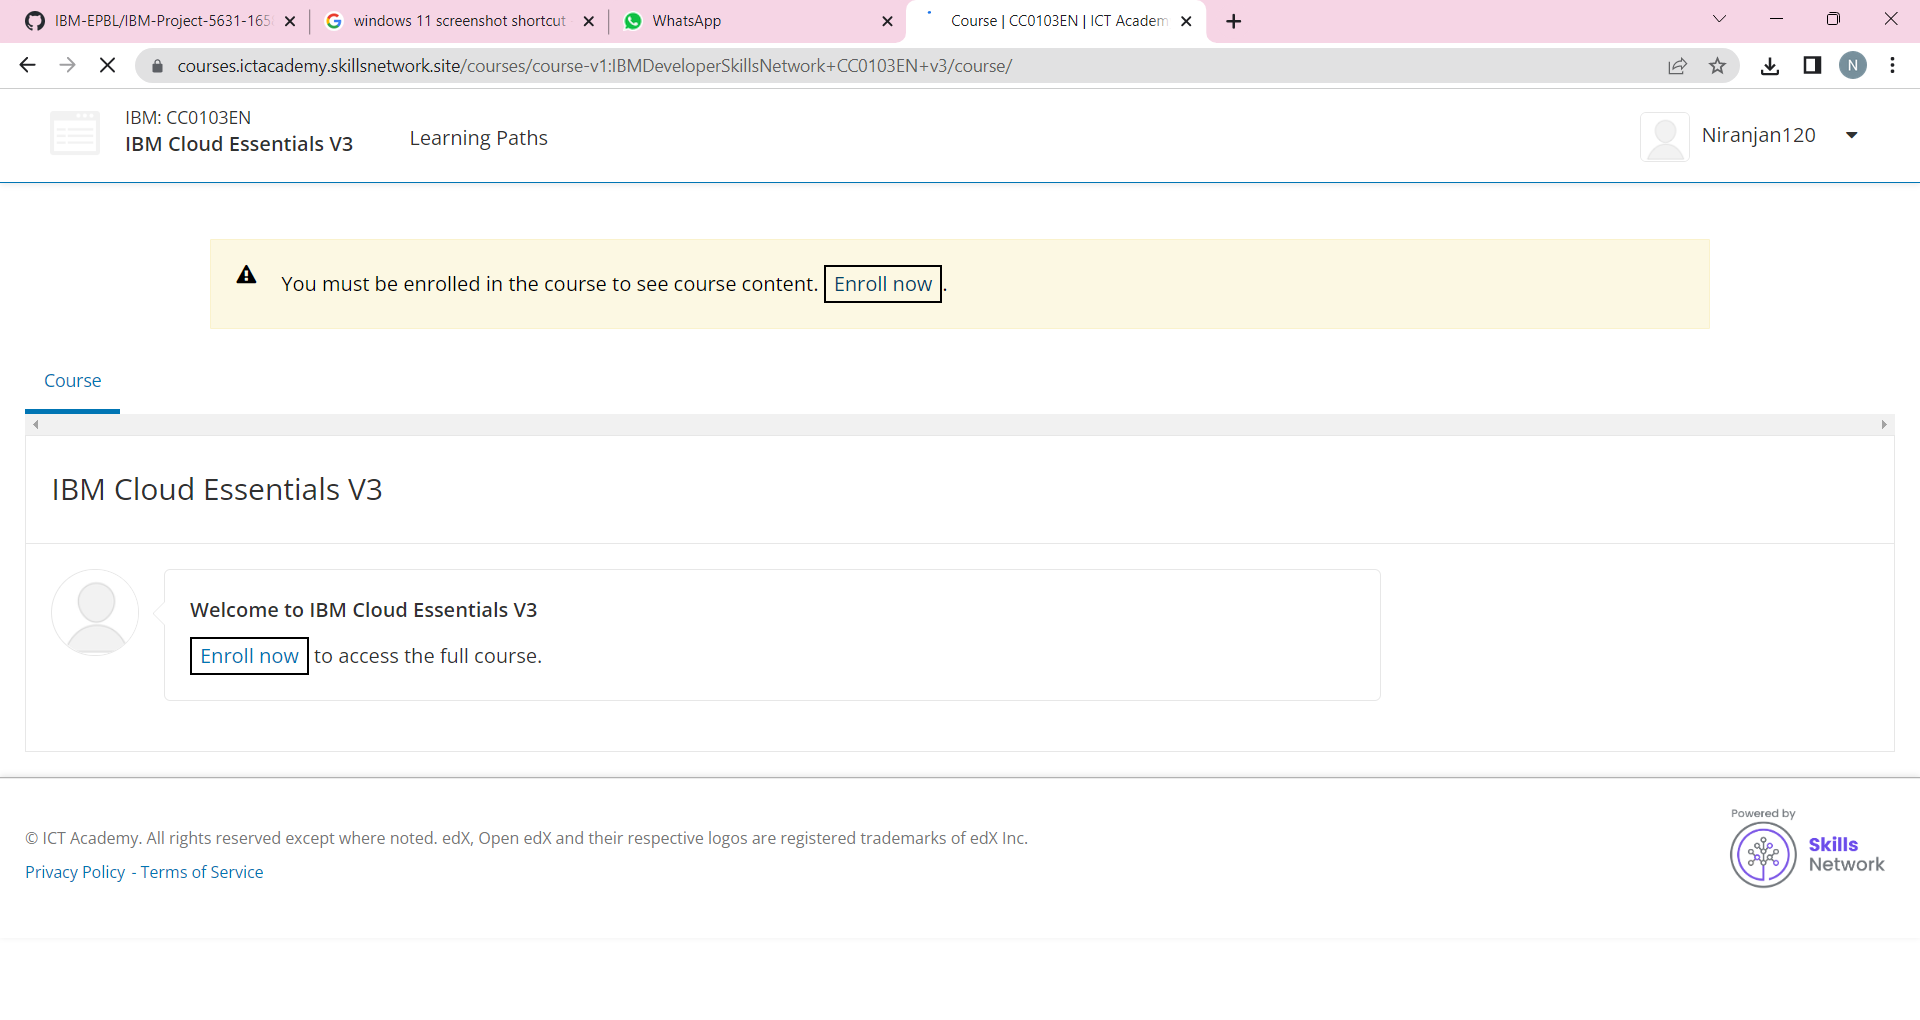 IBM-EPBL/IBM-Project-5631-165
windows 11 screenshot shortcut
WhatsApp
Course | CC0103EN | ICT Academ
courses.ictacademy.skillsnetwork.site/courses/course-v1:IBMDeveloperSkillsNetwork+CC0103EN+v3/course/
N
IBM: CC0103EN
IBM Cloud Essentials V3
Learning Paths
Niranjan120
You must be enrolled in the course to see course content. Enroll now.
Course
IBM Cloud Essentials V3
Welcome to IBM Cloud Essentials V3
Enroll now to access the full course.
© ICT Academy. All rights reserved except where noted. edX, Open edX and their respective logos are registered trademarks of edX Inc.
Privacy Policy - Terms of Service
Powered by
Skills
Network